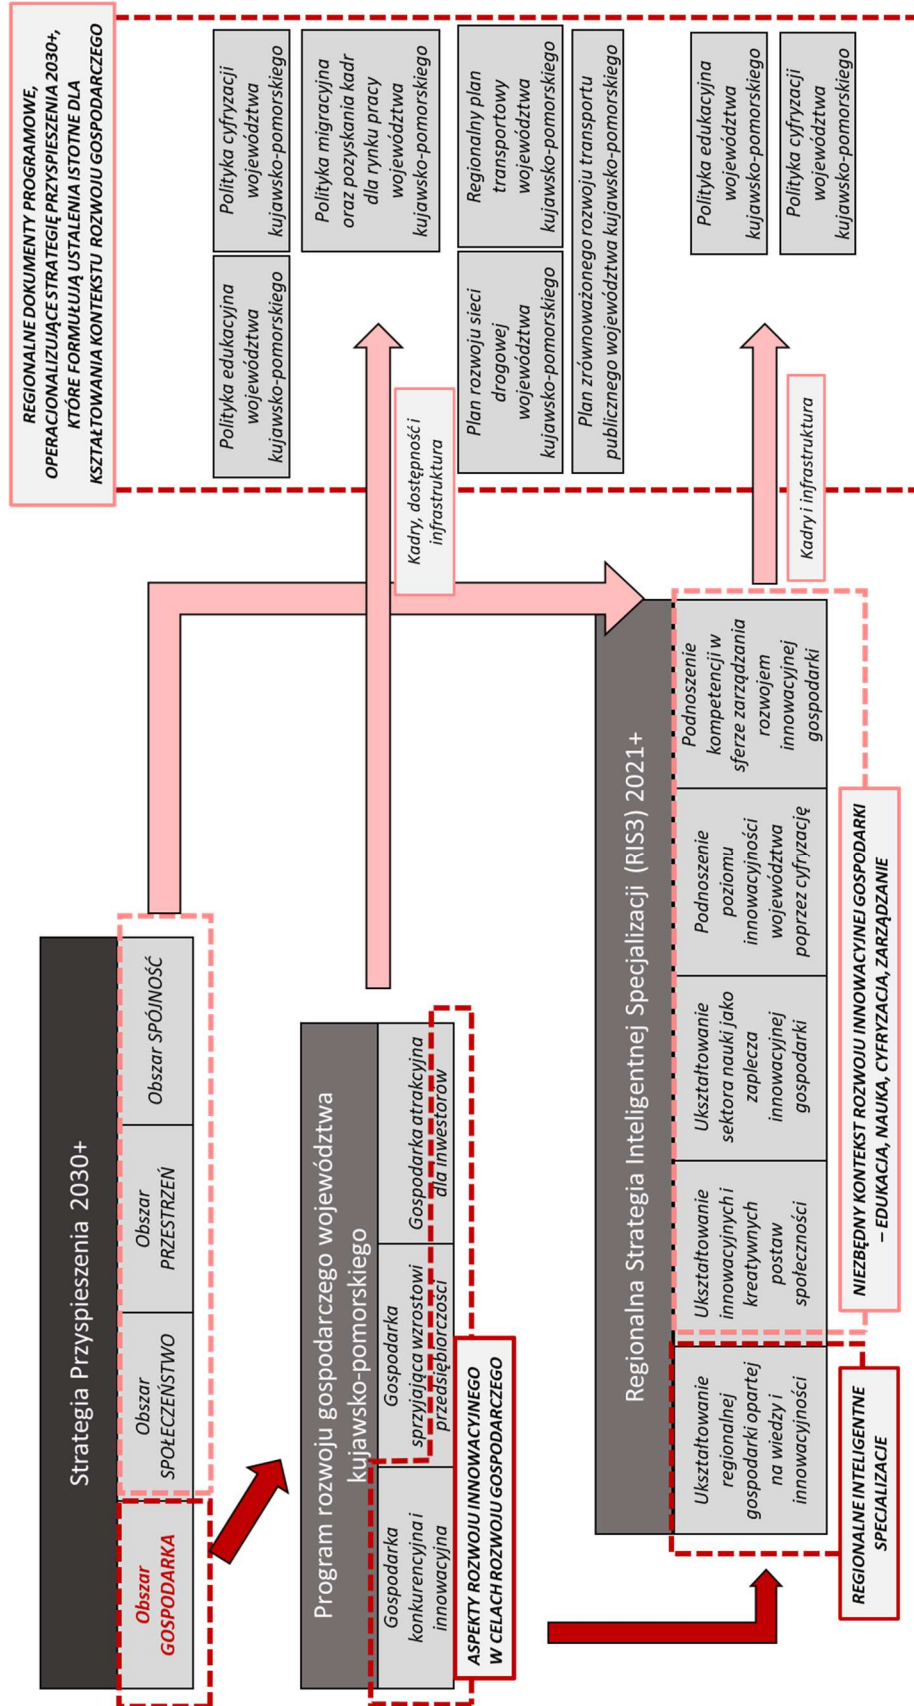 Strategia Przyspieszenia 2030+
Obszar
GOSPODARKA
Obszar
SPOŁECZEŃSTWO
Obszar
PRZESTRZEŃ
Obszar SPÓJNOŚĆ
Program rozwoju gospodarczego województwa
kujawsko-pomorskiego
Gospodarka
konkurencyjna i
innowacyjna
Gospodarka
sprzyjająca wzrostowi
przedsiębiorczości
Gospodarka atrakcyjna
dla inwestorów
ASPEKTY ROZWOJU INNOWACYJNEGO
W CELACH ROZWOJU GOSPODARCZEGO
Regionalna Strategia Inteligentnej Specjalizacji (RIS3) 2021+
Ukształtowanie
regionalnej
gospodarki opartej
na wiedzy i
innowacyjności
Ukształtowanie
innowacyjnych i
kreatywnych
postaw
społeczności
Ukształtowanie
sektora nauki jako
zaplecza
innowacyjnej
gospodarki
Podnoszenie
poziomu
innowacyjności
województwa
poprzez cyfryzację
Podnoszenie
kompetencji w
sferze zarządzania
rozwojem
innowacyjnej
gospodarki
REGIONALNE INTELIGENTNE
SPECJALIZACJE
NIEZBĘDNY KONTEKST ROZWOJU INNOWACYJNEJ GOSPODARKI
– EDUKACJA, NAUKA, CYFRYZACJA, ZARZĄDZANIE
REGIONALNE DOKUMENTY PROGRAMOWE,
OPERACJONALIZUJĄCE STRATEGIĘ PRZYSPIESZENIA 2030+,
KTÓRE FORMUŁUJĄ USTALENIA ISTOTNE DLA
KSZTAŁTOWANIA KONTEKSTU ROZWOJU GOSPODARCZEGO
Polityka edukacyjna
województwa
kujawsko-pomorskiego
Polityka cyfryzacji
województwa
kujawsko-pomorskiego
Polityka migracyjna
oraz pozyskania kadr
dla rynku pracy
województwa
kujawsko-pomorskiego
Kadry, dostępność i
infrastruktura
Plan rozwoju sieci
drogowej
województwa
kujawsko-pomorskiego
Regionalny plan
transportowy
województwa
kujawsko-pomorskiego
Plan zrównoważonego rozwoju transportu
publicznego województwa kujawsko-pomorskiego
Polityka edukacyjna
województwa
kujawsko-pomorskiego
Polityka cyfryzacji
województwa
kujawsko-pomorskiego
Kadry i infrastruktura